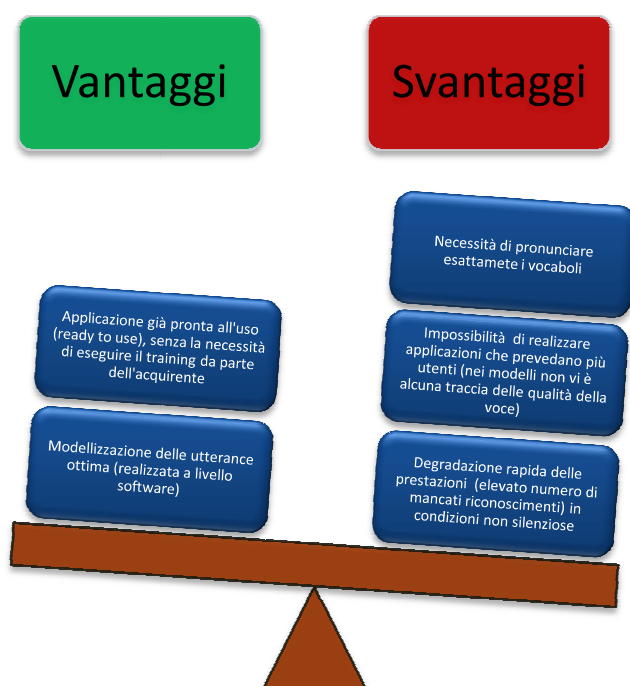 Vantaggi
Svantaggi
Applicazione già pronta all'uso
(ready to use), senza la necessità
di eseguire il training da parte
dell'acquirente
Modellizzazione delle utterance
ottima (realizzata a livello
software)
Necessità di pronunciare
esattamete i vocaboli
Impossibilità di realizzare
applicazioni che prevedano più
utenti (nei modelli non vi è
alcuna traccia delle qualità della
voce)
Degradazione rapida delle
prestazioni (elevato numero di
mancati riconoscimenti) in
condizioni non silenziose